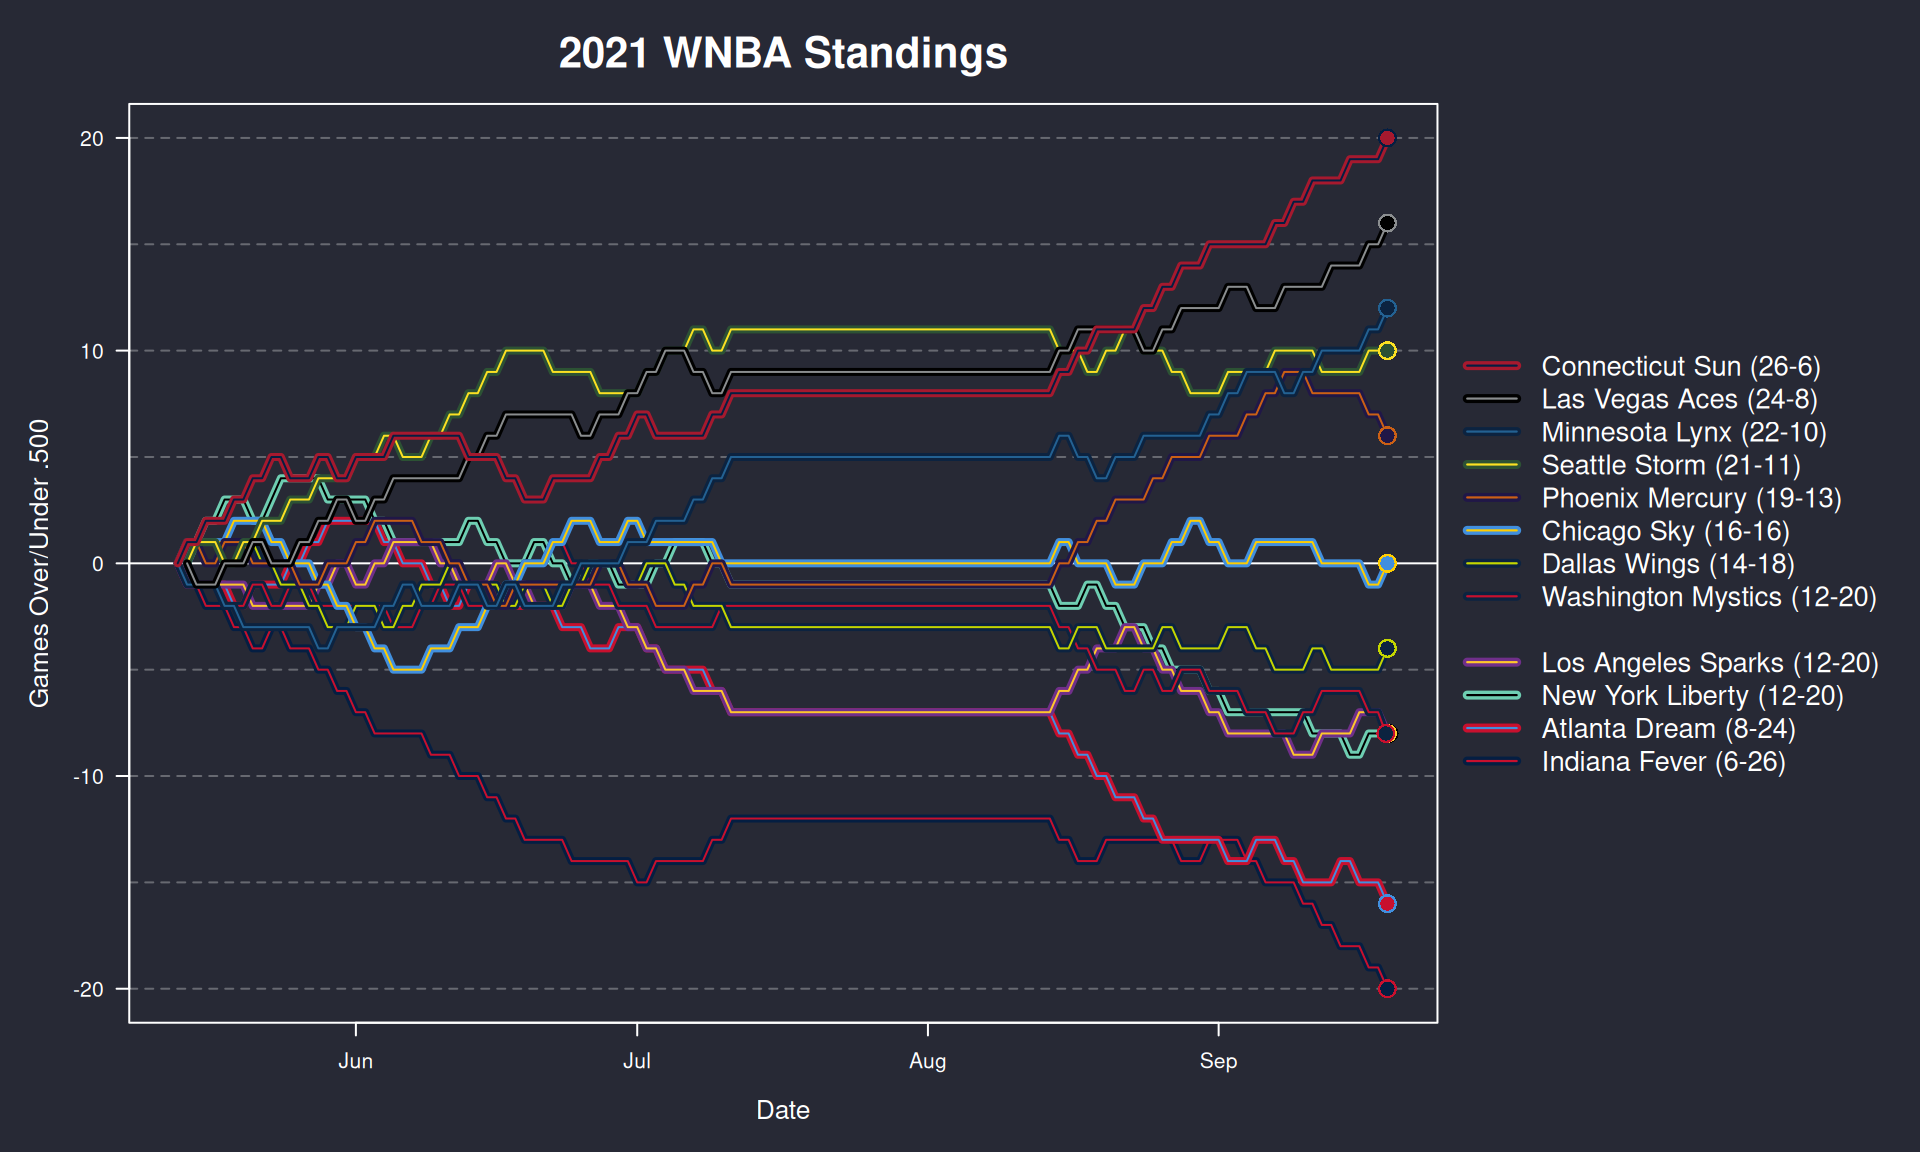 2021 WNBA Standings
Games Over/Under .500
20
10
0
-10
-20
Jun
Jul
Aug
Sep
Date
Connecticut Sun (26-6)
Las Vegas Aces (24-8)
Minnesota Lynx (22-10)
Seattle Storm (21-11)
Phoenix Mercury (19-13)
Chicago Sky (16-16)
Dallas Wings (14-18)
Washington Mystics (12-20)
Los Angeles Sparks (12-20)
New York Liberty (12-20)
Atlanta Dream (8-24)
Indiana Fever (6-26)